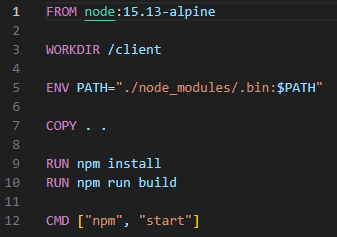 1 FROM node:15.13-alpine
2
3 WORKDIR /client
4
5 ENV PATH="./node_modules/.bin:$PATH"
6
7 COPY . .
8
9 RUN npm install
10 RUN npm run build
11
12 CMD ["npm", "start"]